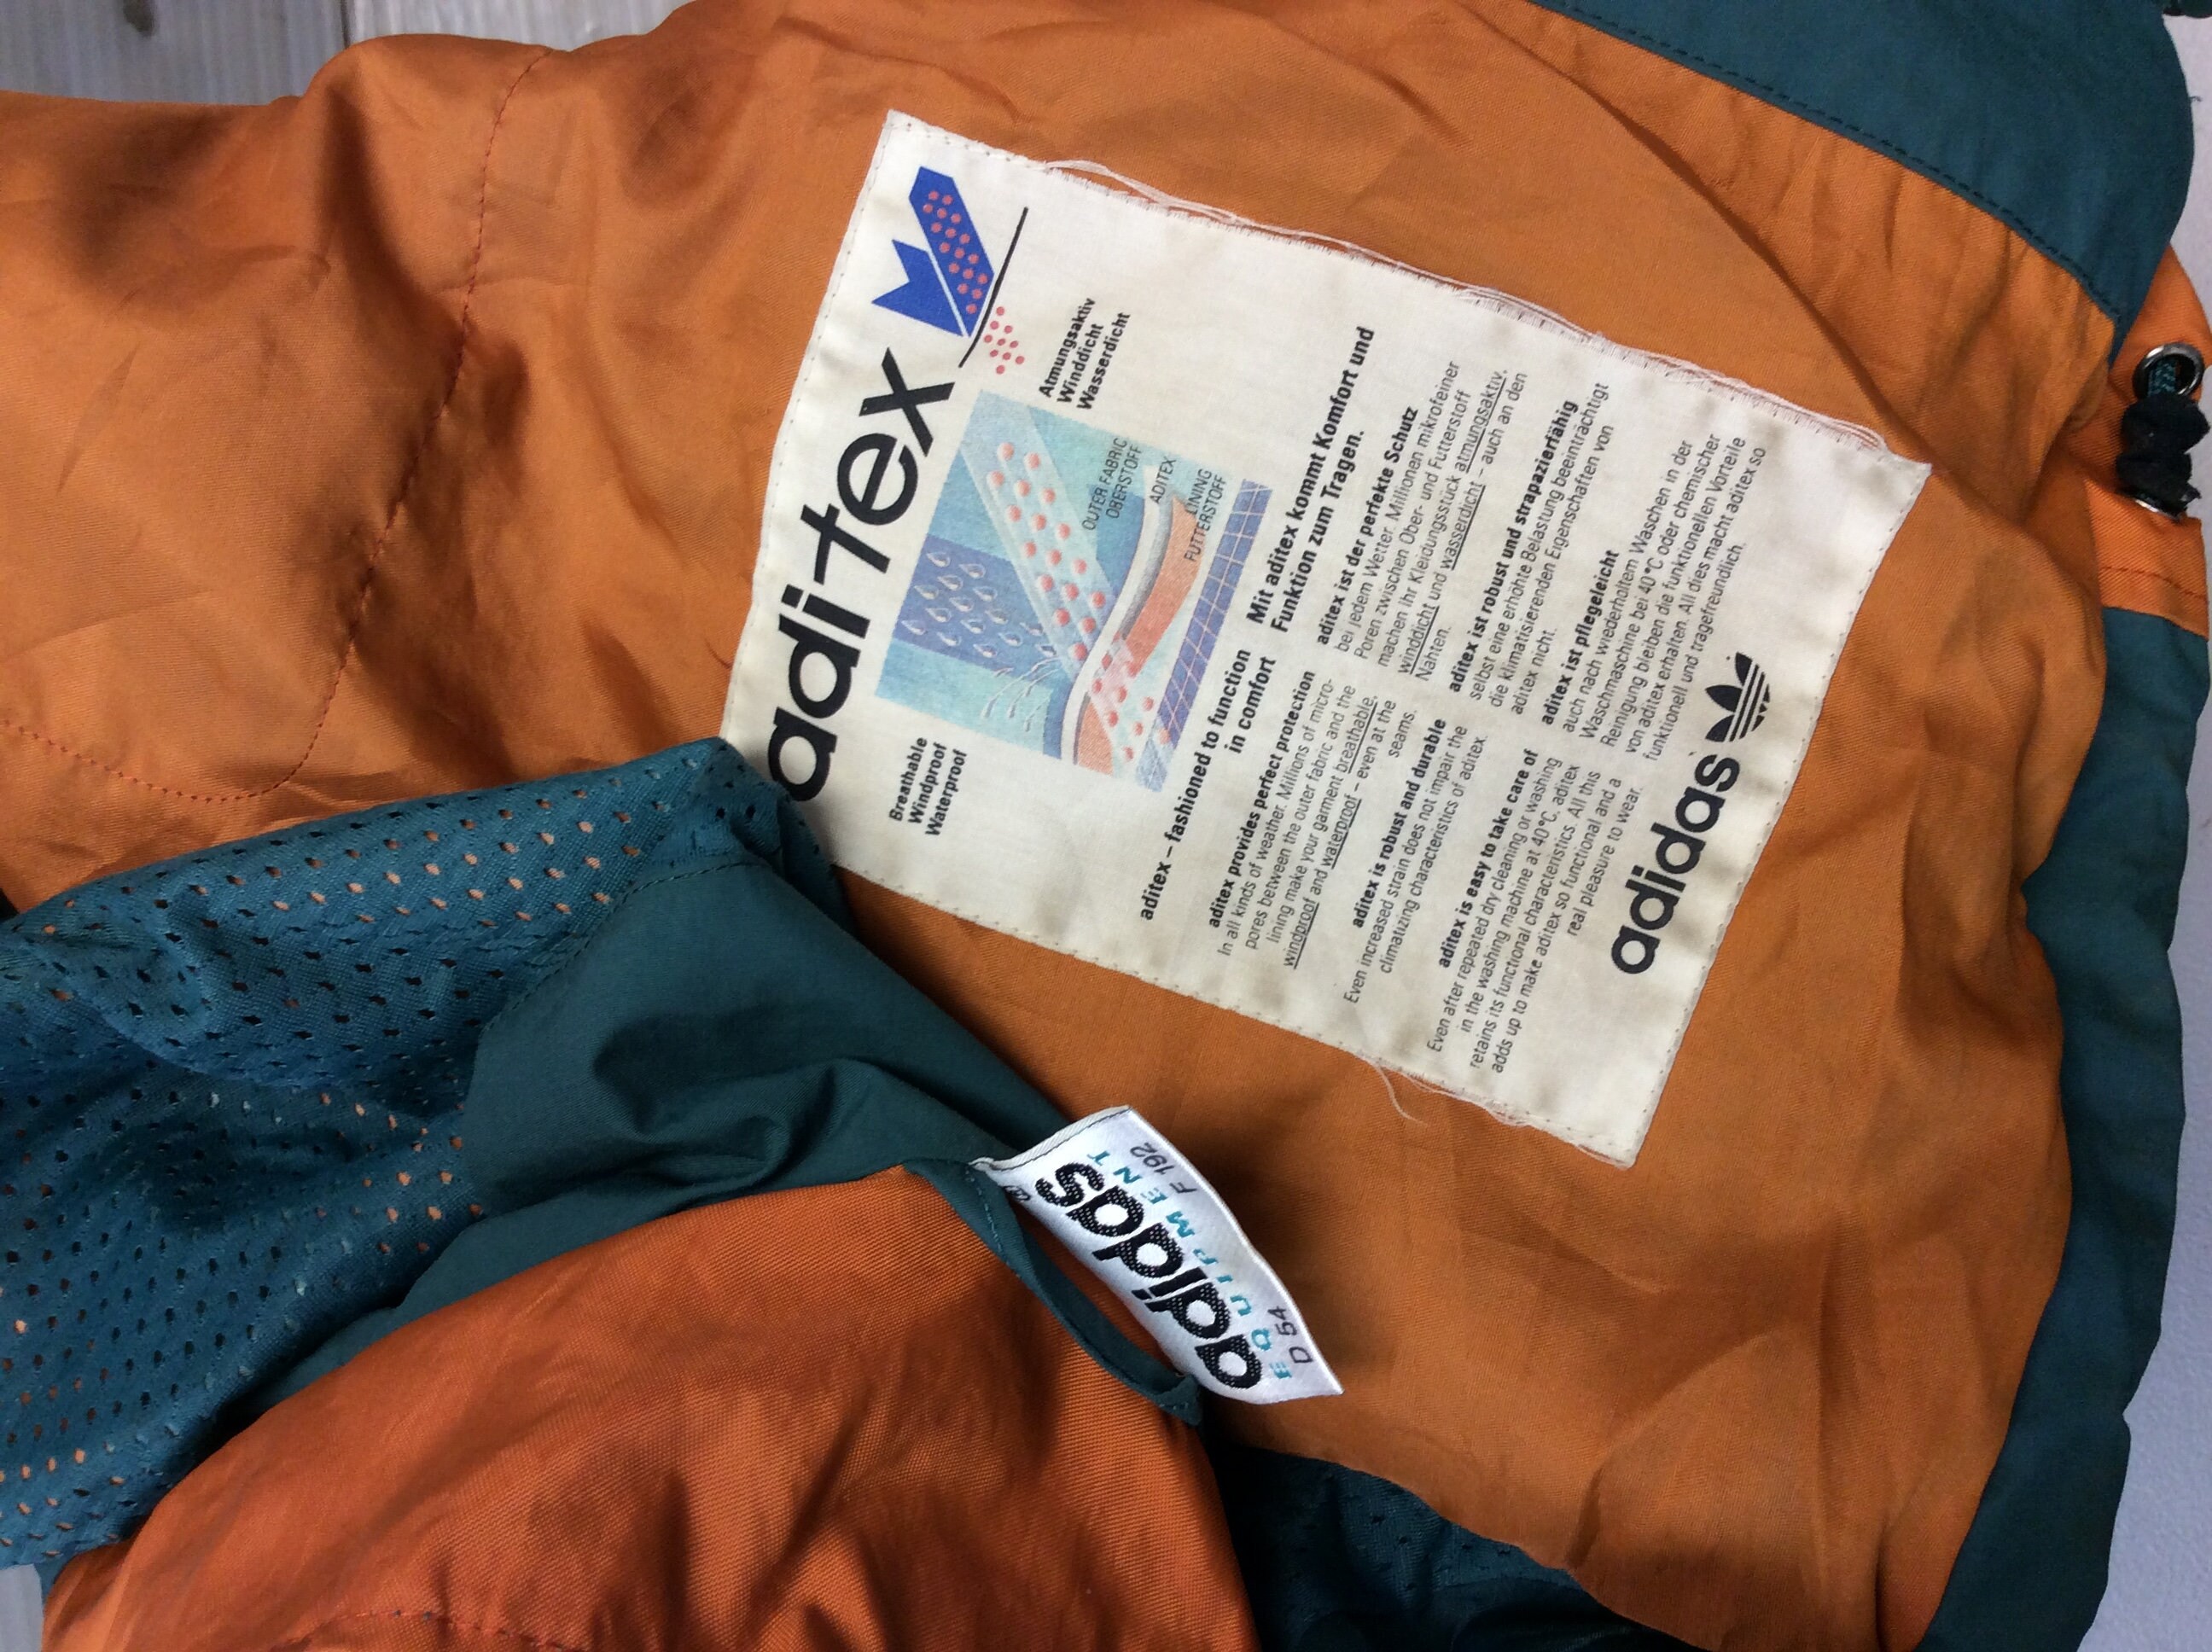 aditex
Breathable
Windproof
Waterproof
OUTER FABRIC
OBERSTOFF
ADITEX
LINING
FUTTERSTOFF
Atmungsaktiv
Winddicht
Wasserdicht
aditex – fashioned to function
in comfort
aditex provides perfect protection
In all kinds of weather. Millions of micro-
pores between the outer fabric and the
lining make your garment breathable,
windproof and waterproof – even at the
seams.
aditex is robust and durable
Even increased strain does not impair the
climatizing characteristics of aditex.
aditex is easy to take care of
Even after repeated dry cleaning or washing
in the washing machine at 40°C, aditex
retains its functional characteristics. All this
adds up to make aditex so functional and a
real pleasure to wear.
Mit aditex kommt Komfort und
Funktion zum Tragen.
aditex ist der perfekte Schutz
bei jedem Wetter. Millionen mikrofeiner
Poren zwischen Ober- und Futterstoff
machen Ihr Kleidungsstück atmungsaktiv,
winddicht und wasserdicht – auch an den
Nähten.
aditex ist robust und strapazierfähig
selbst eine erhöhte Belastung beeinträchtigt
die klimatisierenden Eigenschaften von
aditex nicht.
aditex ist pflegeleicht
auch nach wiederholtem Waschen in der
Waschmaschine bei 40°C oder chemischer
Reinigung bleiben die funktionellen Vorteile
von aditex erhalten. All dies macht aditex so
funktionell und tragefreundlich.
adidas
adidas
EQUIPMENT
D 54 F 192